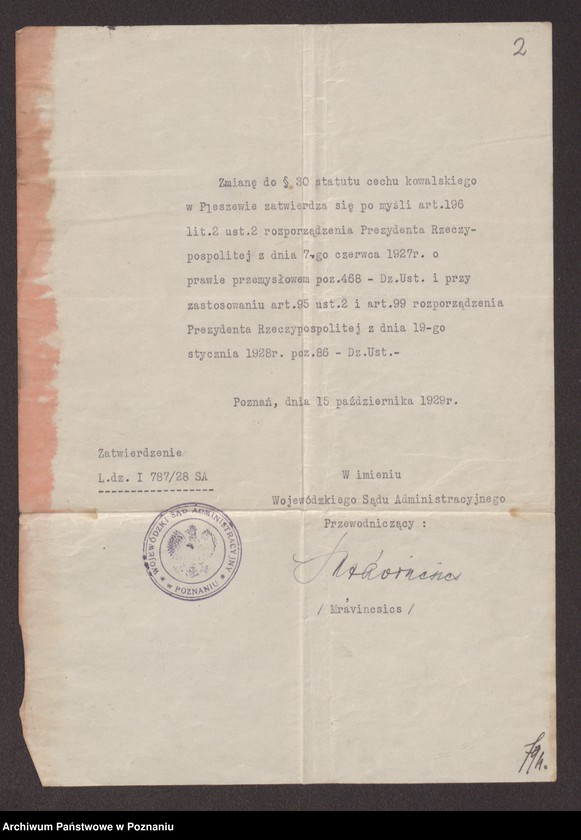 2
Zmianę do § 30 statutu cechu kowalskiego
w Pleszewie zatwierdza się po myśli art.196
lit.2 ust.2 rozporządzenia Prezydenta Rzeczy-
pospolitej z dnia 7-go czerwca 1927r. o
prawie przemysłowem poz.468 - Dz.Ust. i przy
zastosowaniu art.95 ust.2 i art.99 rozporządzenia
Prezydenta Rzeczypospolitej z dnia 19-go
stycznia 1928r. poz.86 - Dz.Ust.-
Poznań, dnia 15 października 1929r.
Zatwierdzenie
L.dz. I 787/28 SA
W imieniu
Wojewódzkiego Sądu Administracyjnego
Przewodniczący :
WOJEWÓDZKI SĄD ADMINISTRACYJNY
★ w POZNANIU ★
/ Mravincsics /
Archiwum Państwowe w Poznaniu